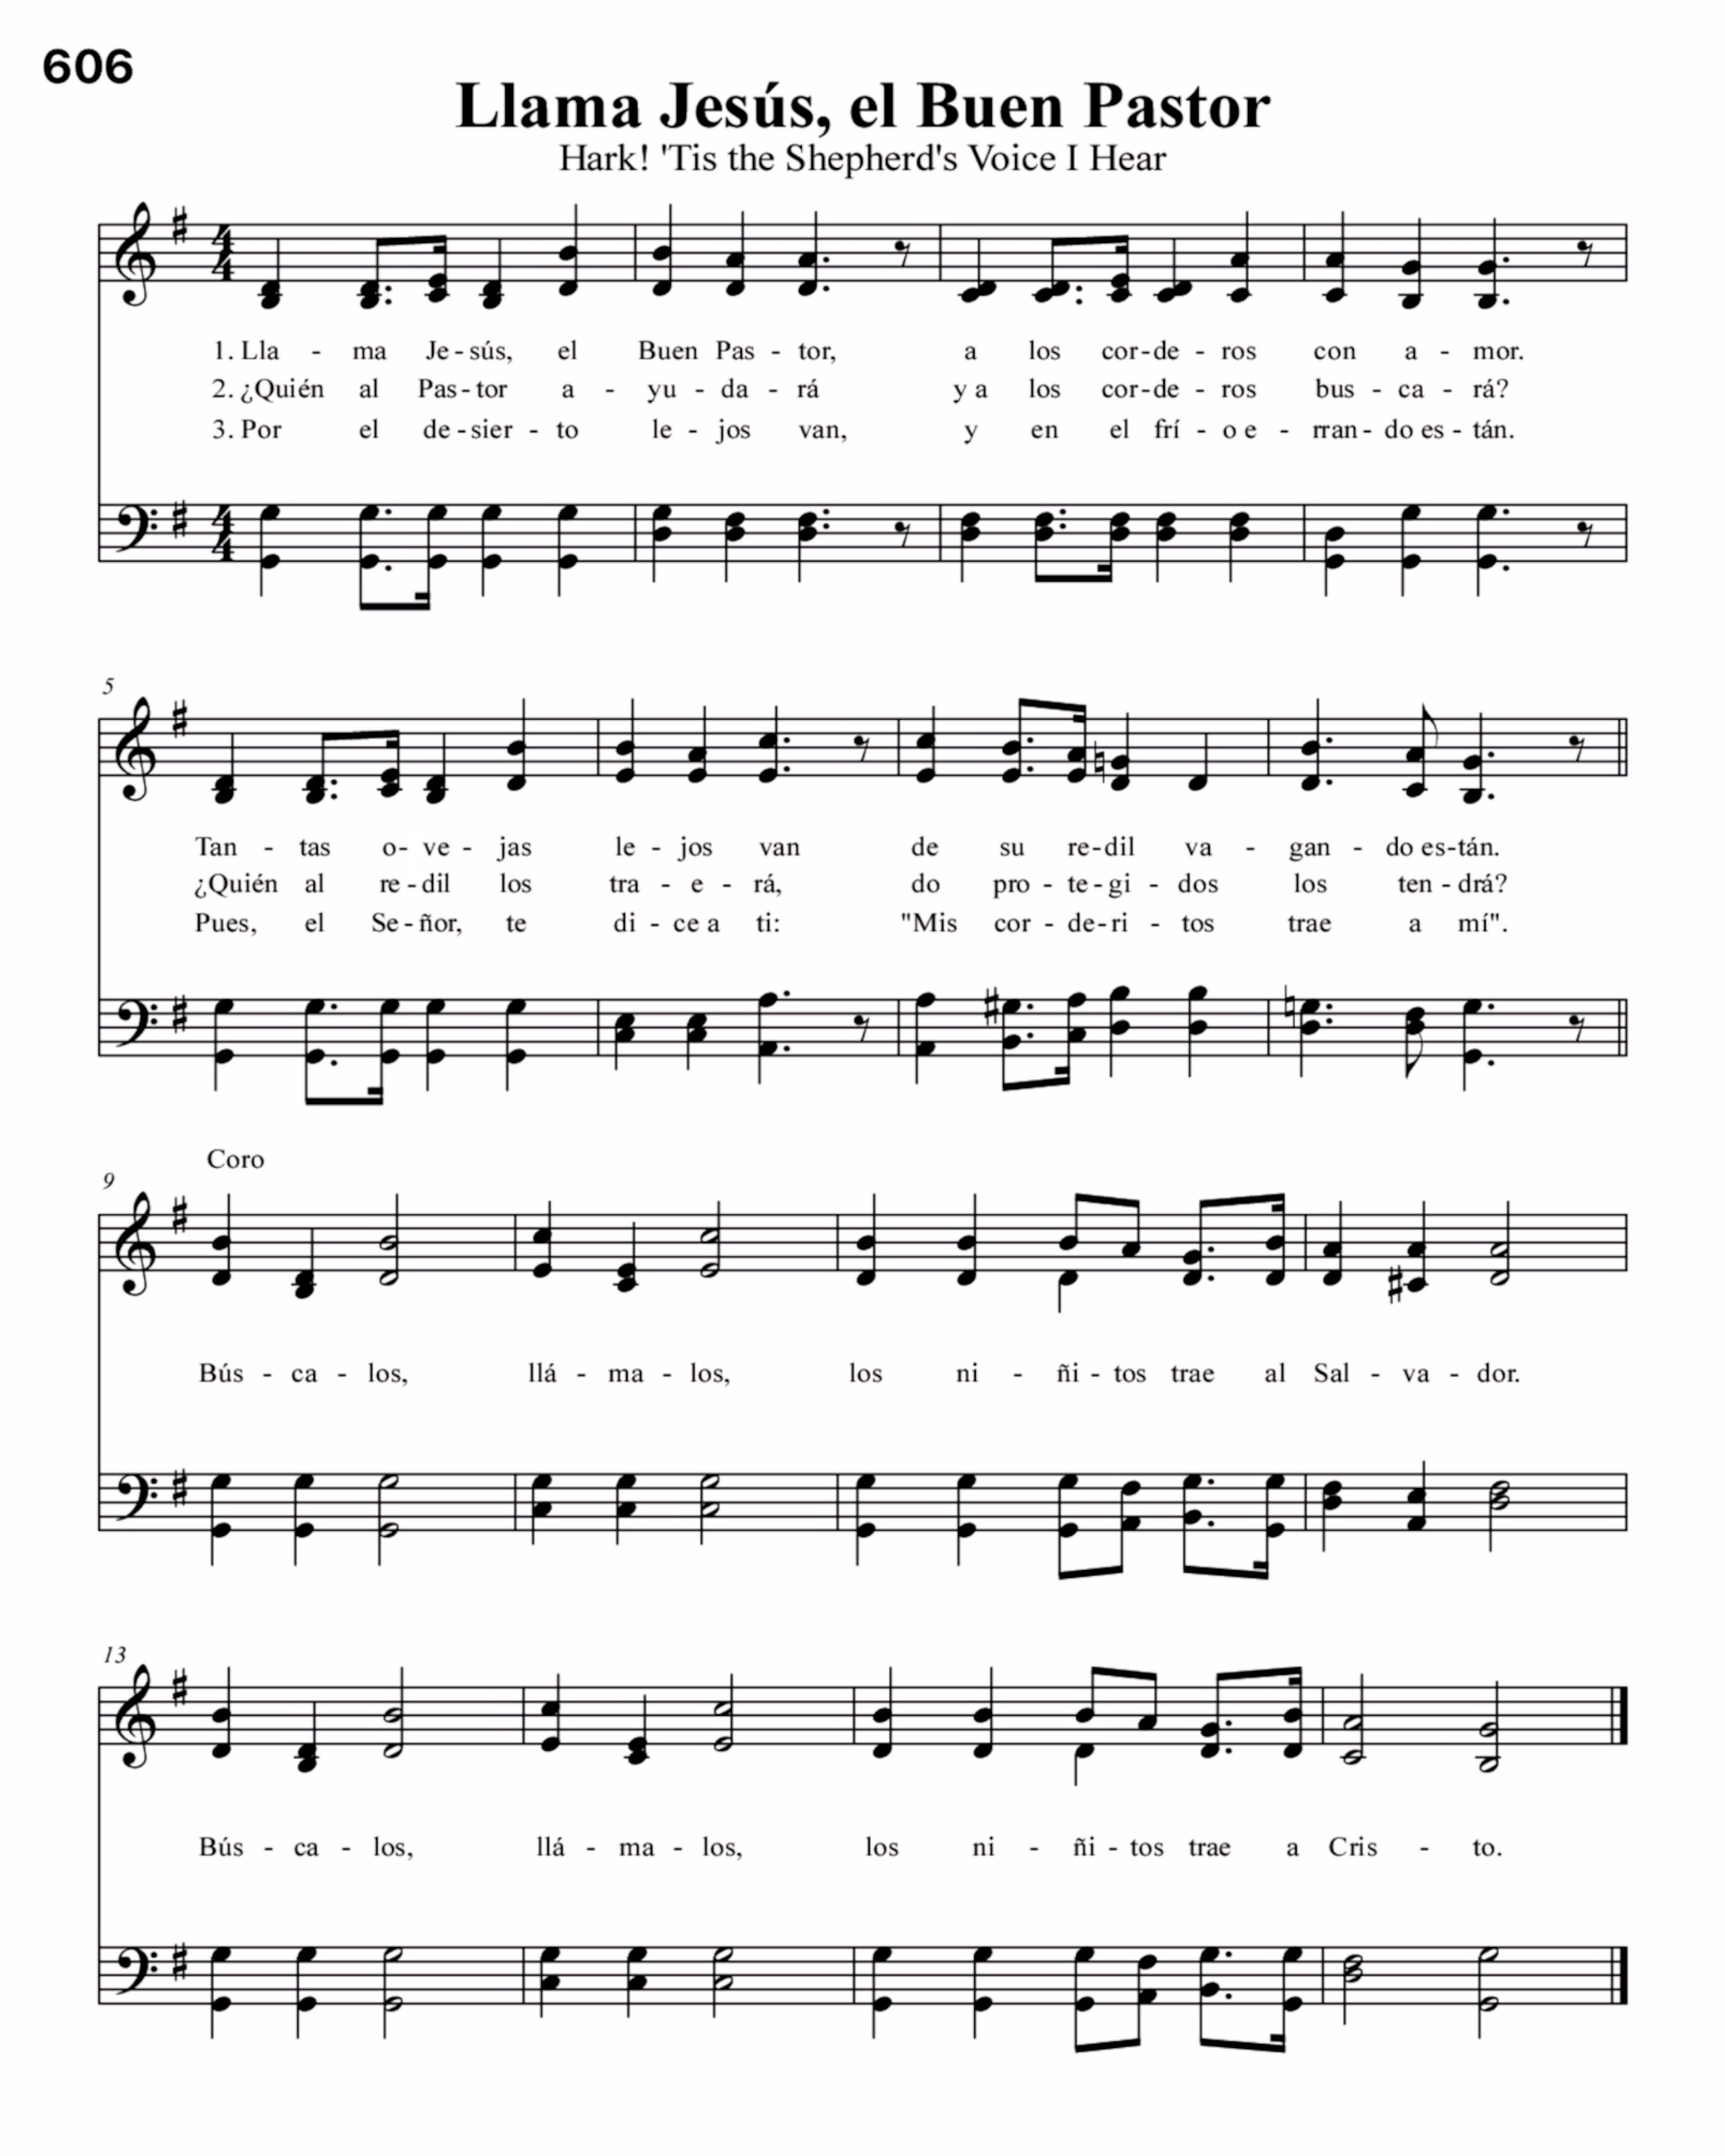 606
Llama Jesús, el Buen Pastor
Hark! 'Tis the Shepherd's Voice I Hear
1. Lla - ma Je - sús, el Buen Pas - tor, a los cor - de - ros con a - mor.
2. ¿Quién al Pas - tor a - yu - da - rá y a los cor - de - ros bus - ca - rá?
3. Por el de - sier - to le - jos van, y en el frí - o e - rran - do es - tán.
5
Tan - tas o - ve - jas le - jos van de su re - dil va - gan - do es - tán.
¿Quién al re - dil los tra - e - rá, do pro - te - gi - dos los ten - drá?
Pues, el Se - ñor, te di - ce a ti: "Mis cor - de - ri - tos trae a mí".
Coro
9
Bús - ca - los, llá - ma - los, los ni - ñi - tos trae al Sal - va - dor.
13
Bús - ca - los, llá - ma - los, los ni - ñi - tos trae a Cris - to.